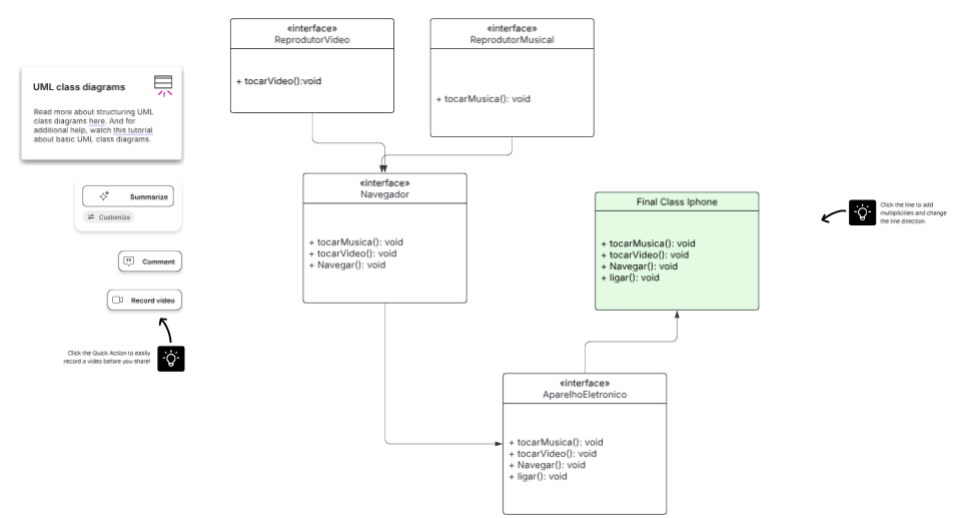 «interface»
ReprodutorVideo
+ tocarVideo():void
«interface»
ReprodutorMusical
+ tocarMusica(): void
UML class diagrams
Read more about structuring UML
class diagrams here. And for
additional help, watch this tutorial
about basic UML class diagrams.
Summarize
Customize
Comment
Record video
Click the Quick Action to easily
record a video before you share!
«interface»
Navegador
+ tocarMusica(): void
+ tocarVideo(): void
+ Navegar(): void
Final Class Iphone
+ tocarMusica(): void
+ tocarVideo(): void
+ Navegar(): void
+ ligar(): void
Click the line to add
multiplicities and change
the line direction.
«interface»
AparelhoEletronico
+ tocarMusica(): void
+ tocarVideo(): void
+ Navegar(): void
+ ligar(): void